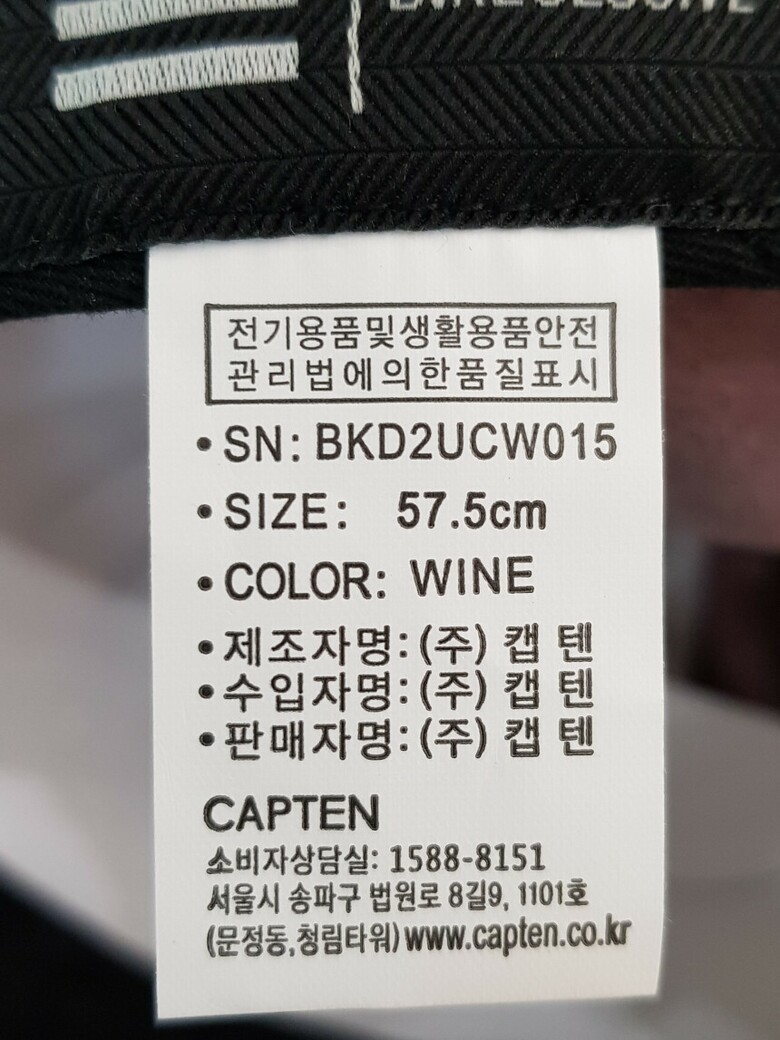 전기용품및생활용품안전
관리법에의한품질표시
• SN: BKD2UCW015
• SIZE: 57.5cm
• COLOR: WINE
• 제조자명: (주) 캡 텐
• 수입자명: (주) 캡 텐
• 판매자명: (주) 캡 텐
CAPTEN
소비자상담실: 1588-8151
서울시 송파구 법원로 8길9, 1101호
(문정동,청림타워) www.capten.co.kr